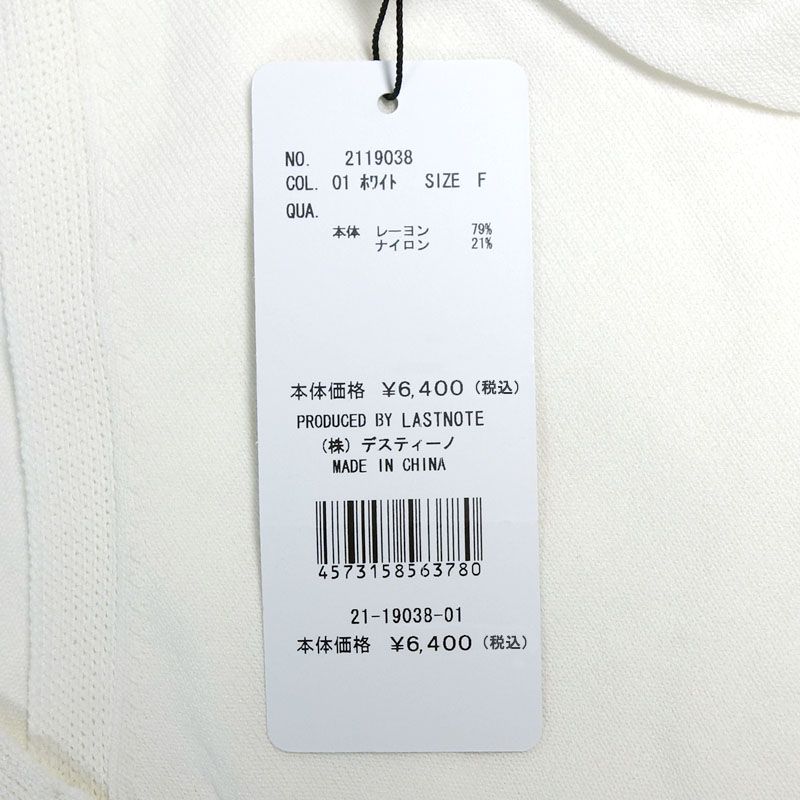 NO. 2119038
COL. 01 ﾎﾜｲﾄ SIZE F
QUA.
本体 レーヨン 79%
ナイロン 21%
本体価格 ¥6,400 (税込)
PRODUCED BY LASTNOTE
(株) デスティーノ
MADE IN CHINA
4573158563780
21-19038-01
本体価格 ¥6,400 (税込)